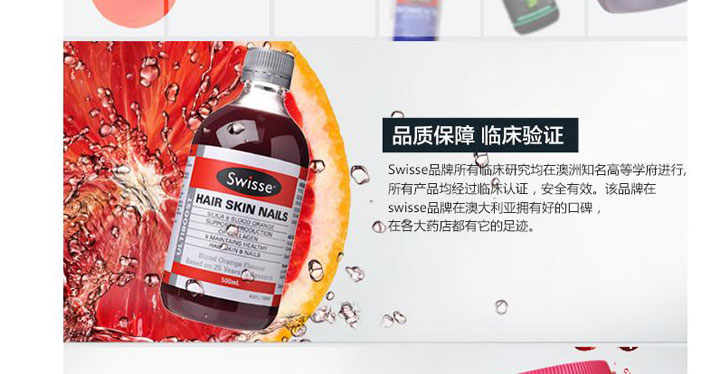 品质保障 临床验证
Swisse品牌所有临床研究均在澳洲知名高等学府进行,
所有产品均经过临床认证，安全有效。该品牌在
swisse品牌在澳大利亚拥有好的口碑，
在各大药店都有它的足迹。
Swisse
HAIR SKIN NAILS
SILICA & BLOOD ORANGE
SUPPORTS PRODUCTION
OF COLLAGEN
& MAINTAINS HEALTHY
HAIR, SKIN & NAILS
Blood Orange Flavour
Based on 25 Years
500mL